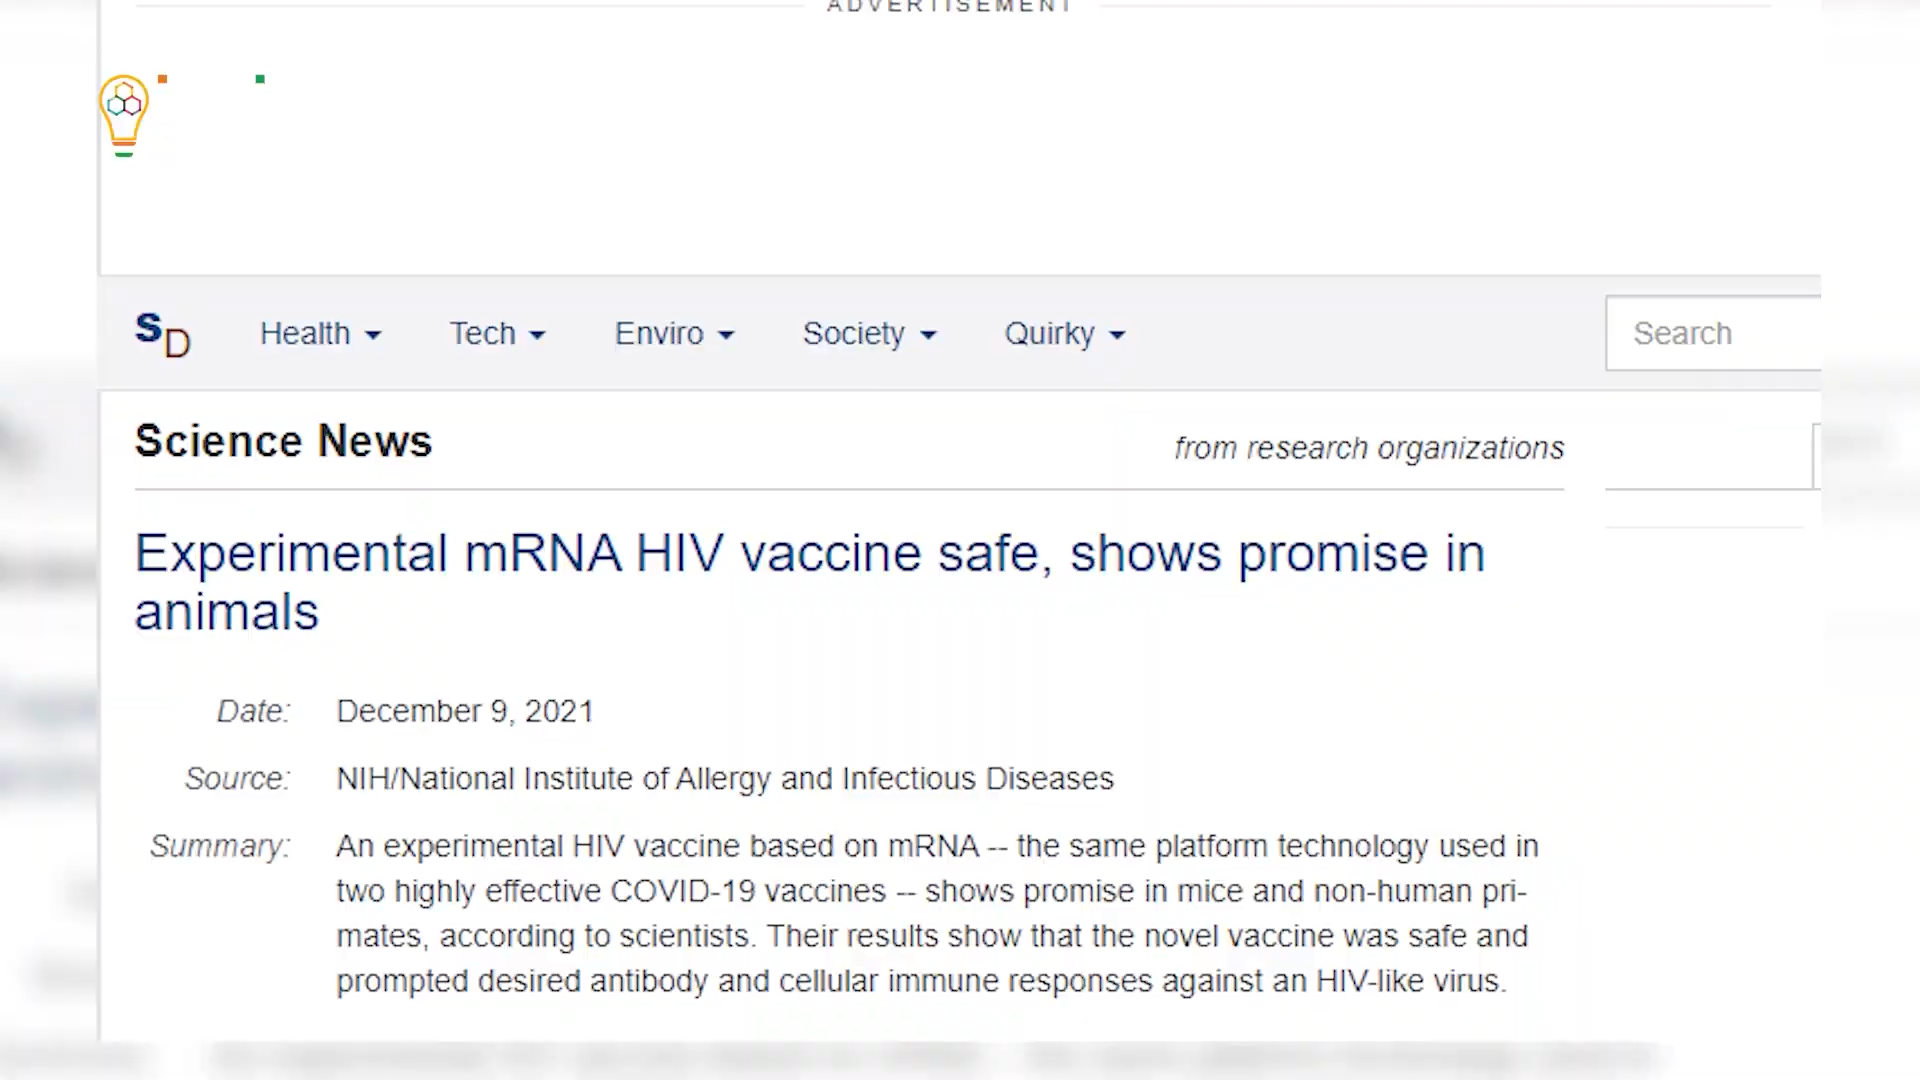 ADVERTISEMENT
SD Health Tech Enviro Society Quirky Search
Science News from research organizations
Experimental mRNA HIV vaccine safe, shows promise in
animals
Date: December 9, 2021
Source: NIH/National Institute of Allergy and Infectious Diseases
Summary: An experimental HIV vaccine based on mRNA -- the same platform technology used in
two highly effective COVID-19 vaccines -- shows promise in mice and non-human pri-
mates, according to scientists. Their results show that the novel vaccine was safe and
prompted desired antibody and cellular immune responses against an HIV-like virus.